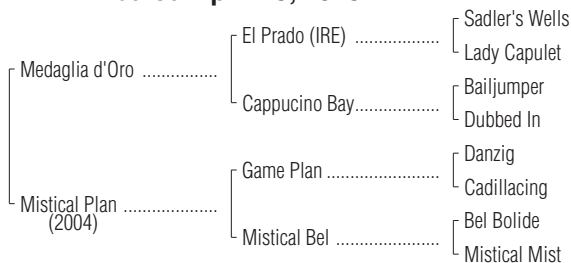 Sadler's Wells
El Prado (IRE) ...................
Lady Capulet
Medaglia d'Oro ................
Bailjumper
Cappucino Bay...................
Dubbed In
Danzig
Game Plan .........................
Cadillacing
Mistical Plan ....................
(2004)
Bel Bolide
Mistical Bel .......................
Mistical Mist